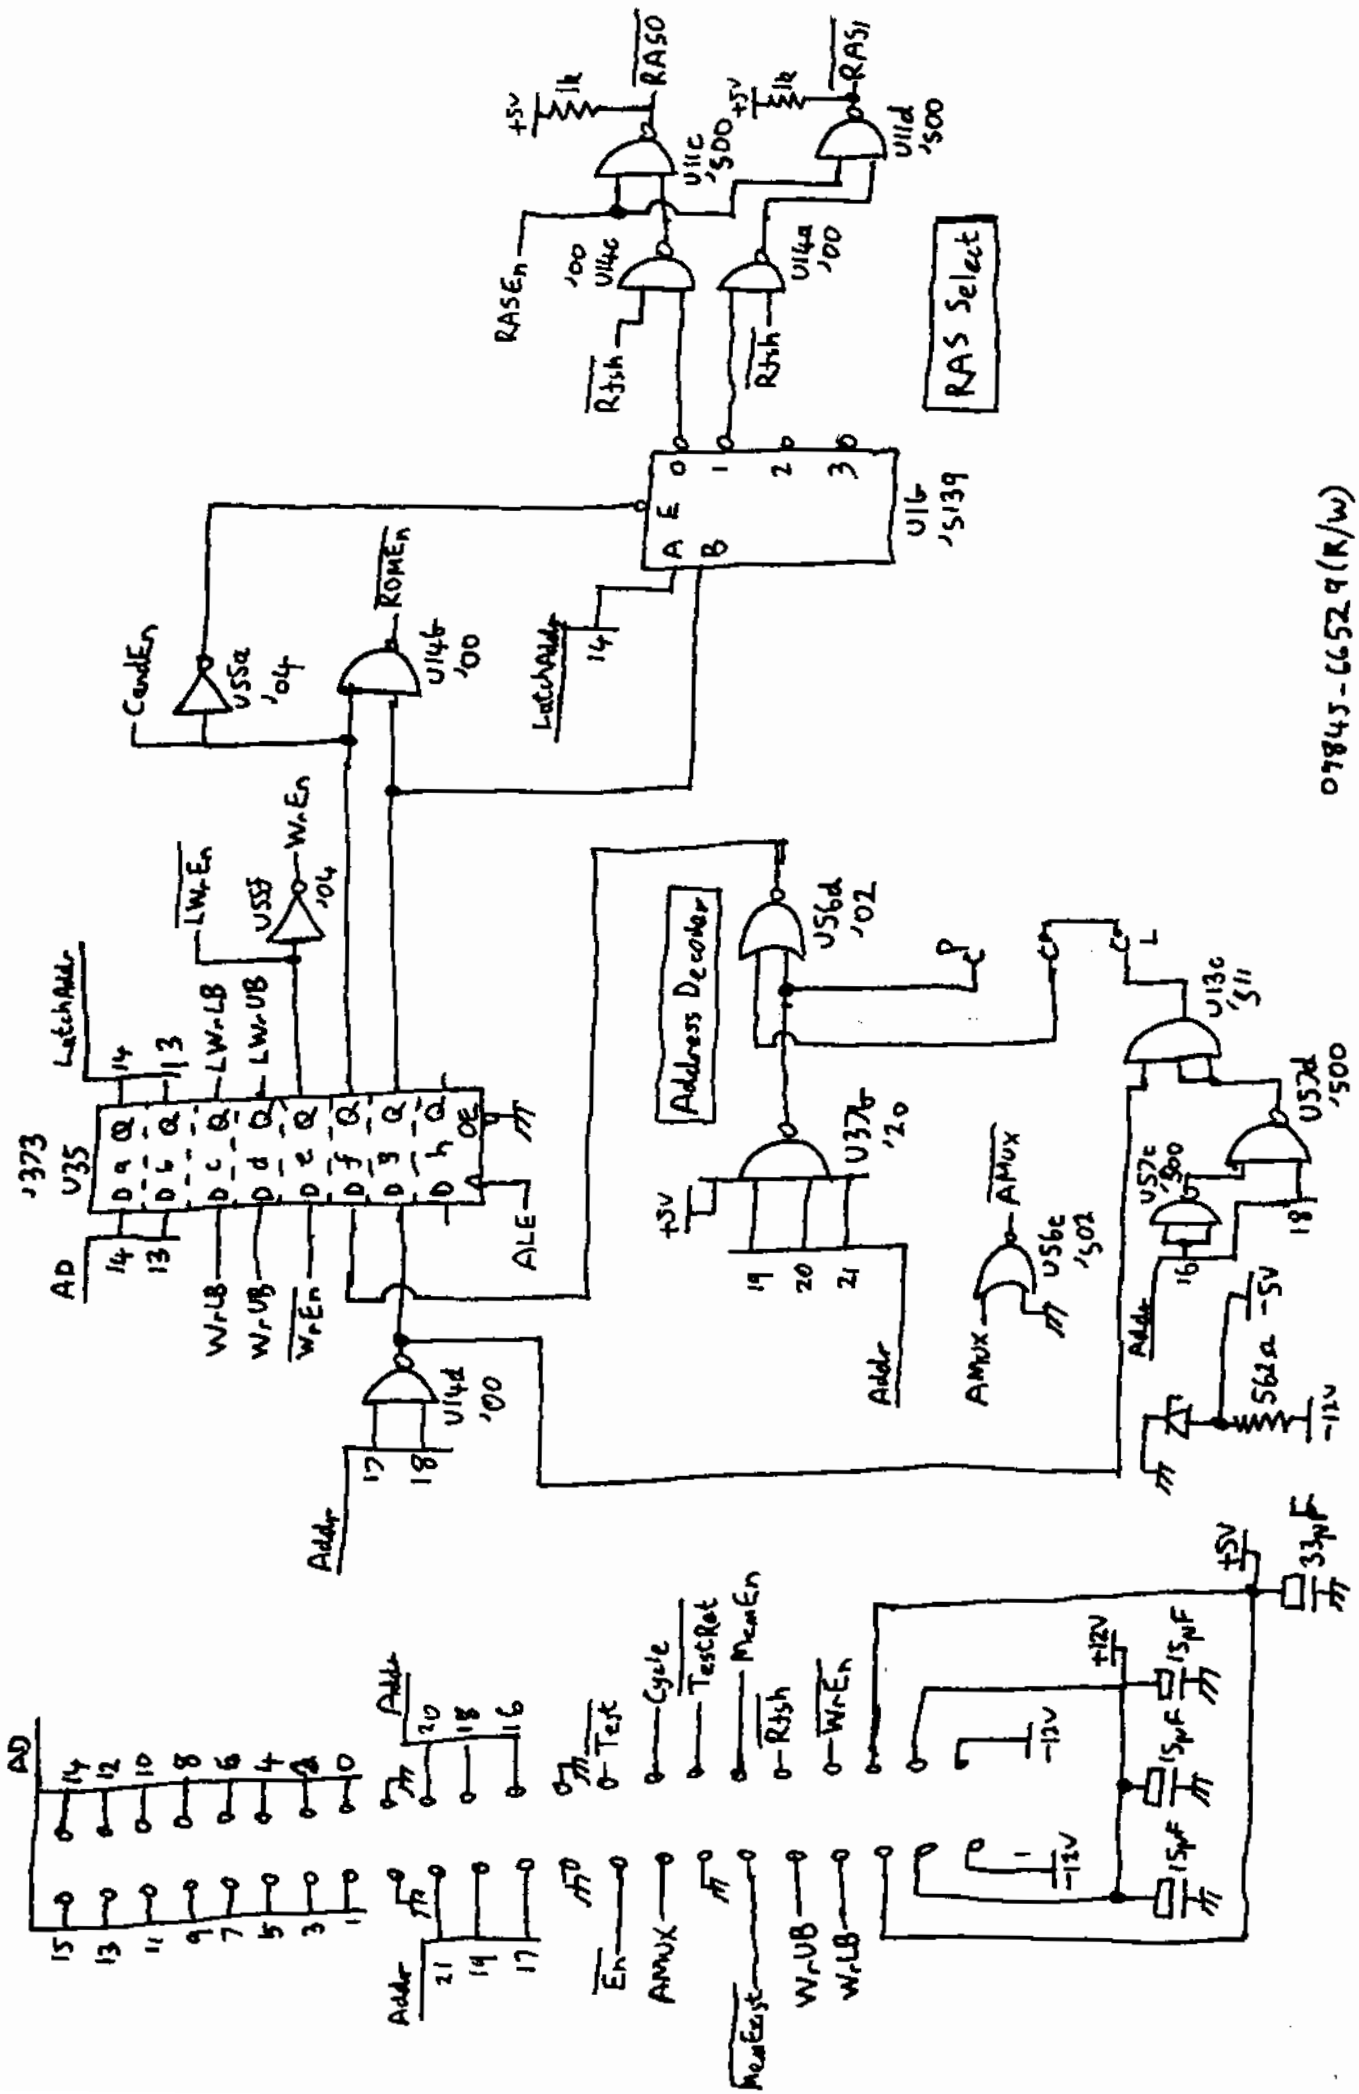 AD
15
13
11
9
7
5
3
1
14
12
10
8
6
4
2
0
Addr
21
19
17
Addr
20
18
16
En
AMUX
MemExist
WrUB
WrLB
Test
Cycle
TestRet
MemEn
Rfsh
WrEn
-12V
-12V
+12V
15µF
15µF
15µF
+5V
33µF
Addr
17
18
U14d
'00
AD
14
13
WrLB
WrUB
WrEn
'373
U35
D a Q
D b Q
D c Q
D d Q
D e Q
D f Q
D g Q
D h Q
OE
ALE
LatchAddr
14
13
LWrLB
LWrUB
LWrEn
U55f
'04
WrEn
CardEn
U55a
'04
ROMEn
U14b
'00
LatchAddr
14
A
B
E
0
1
2
3
U16
'S139
Rfsh
Rfsh
U14c
'00
U14a
'00
RASEn
+5V
1k
RAS0
U11c
'S00
+5V
1k
RAS1
U11d
'S00
RAS Select
Address Decoder
+5V
19
20
21
Addr
U37b
'20
U56d
'02
P
L
AMUX
AMUX
U56c
'S02
Addr
16
18
U57c
'S00
U57d
'S00
U13c
'S11
-5V
562Ω
-12V
09845-66529 (R/W)